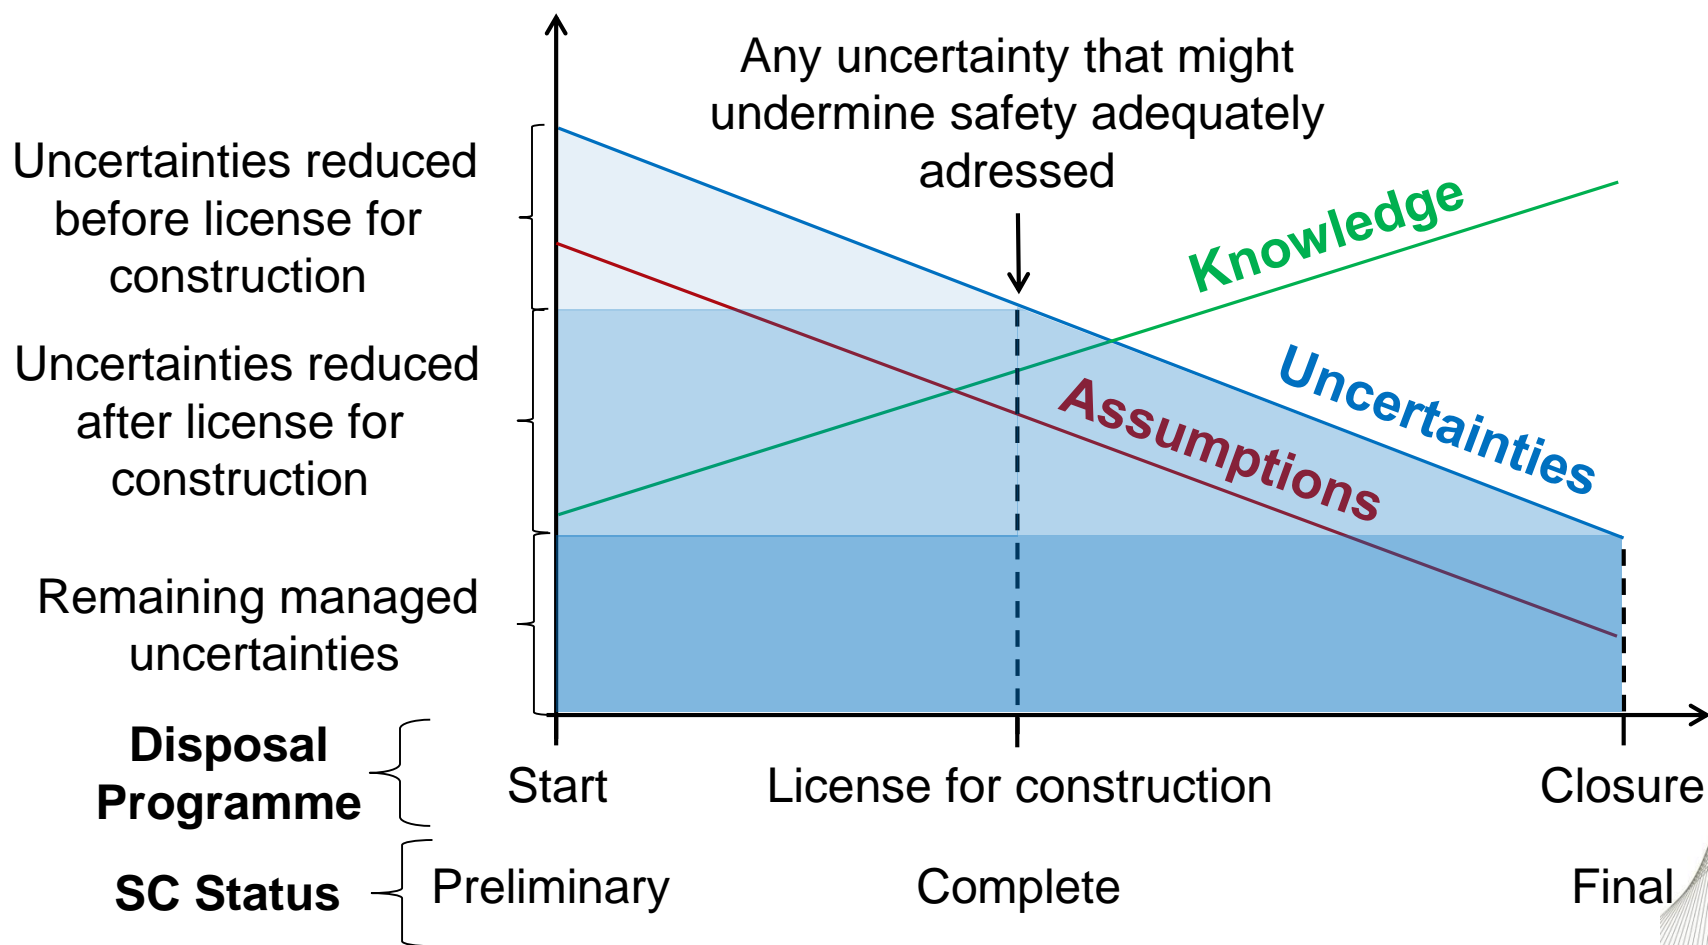 Any uncertainty that might
undermine safety adequately
adressed
Uncertainties reduced
before license for
construction
Knowledge
Uncertainties reduced
after license for
construction
Uncertainties
Assumptions
Remaining managed
uncertainties
Disposal
Programme
Start
License for construction
Closure
SC Status
Preliminary
Complete
Final